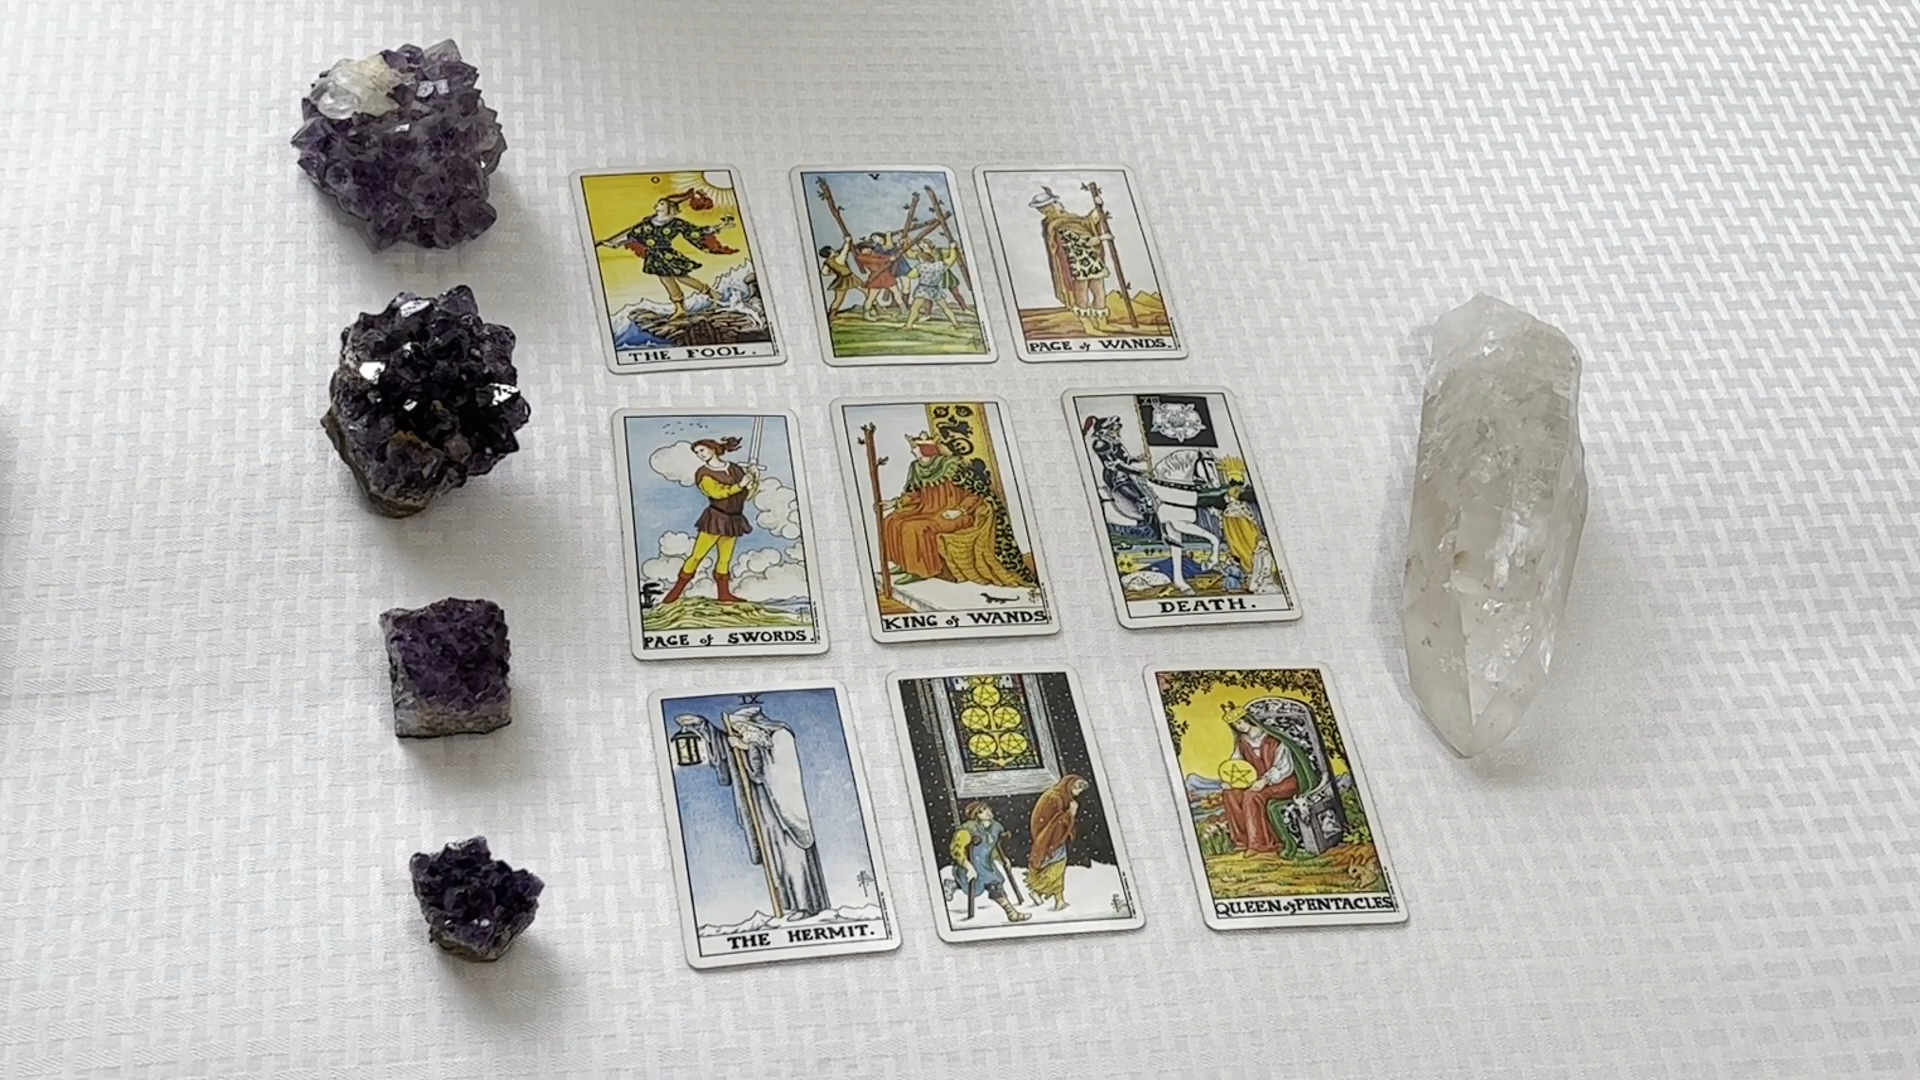 0
V
THE FOOL.
PAGE of WANDS.
XIII
PAGE of SWORDS.
KING of WANDS
DEATH.
IX
THE HERMIT.
QUEEN of PENTACLES